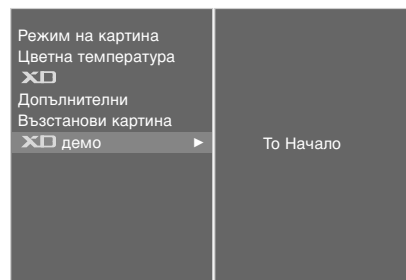 Режим на картина
Цветна температура
XD
Допълнителни
Възстанови картина
XD демо ►
То Начало